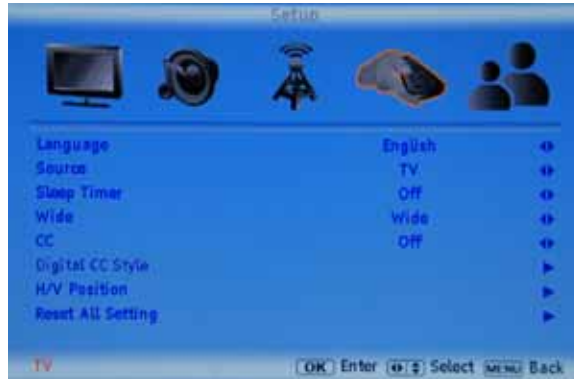 Setup
Language English
Source TV
Sleep Timer Off
Wide Wide
CC Off
Digital CC Style
H/V Position
Reset All Setting
TV OK Enter Select MENU Back